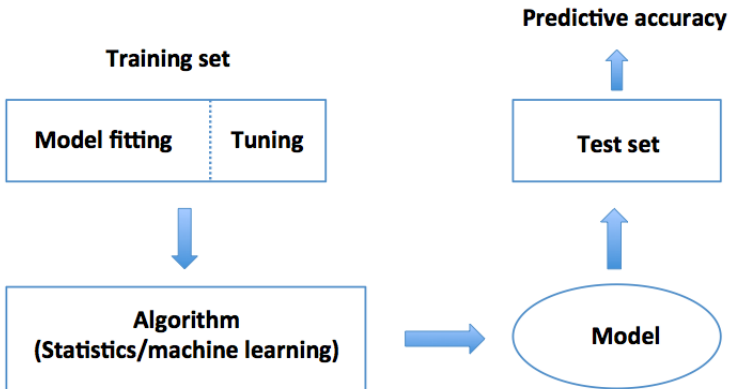 Training set
Model fitting
Tuning
Algorithm
(Statistics/machine learning)
Model
Test set
Predictive accuracy